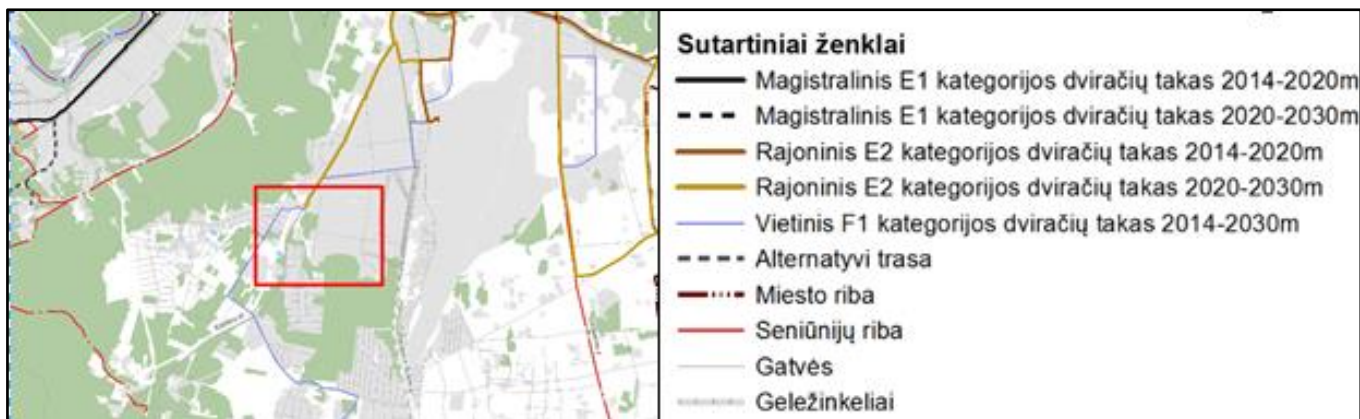 Sutartiniai ženklai
Magistralinis E1 kategorijos dviračių takas 2014-2020m
Magistralinis E1 kategorijos dviračių takas 2020-2030m
Rajoninis E2 kategorijos dviračių takas 2014-2020m
Rajoninis E2 kategorijos dviračių takas 2020-2030m
Vietinis F1 kategorijos dviračių takas 2014-2030m
Alternatyvi trasa
Miesto riba
Seniūnijų riba
Gatvės
Geležinkeliai